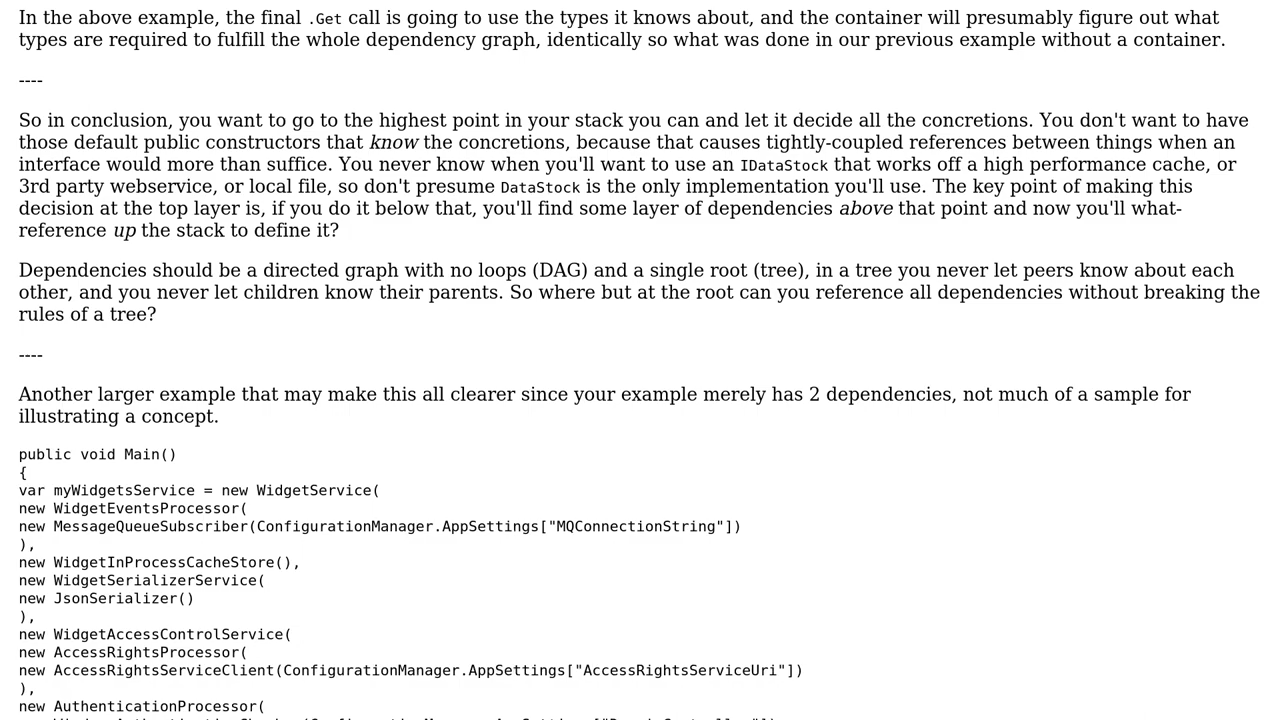 In the above example, the final .Get call is going to use the types it knows about, and the container will presumably figure out what
types are required to fulfill the whole dependency graph, identically so what was done in our previous example without a container.
----
So in conclusion, you want to go to the highest point in your stack you can and let it decide all the concretions. You don't want to have
those default public constructors that know the concretions, because that causes tightly-coupled references between things when an
interface would more than suffice. You never know when you'll want to use an IDataStock that works off a high performance cache, or
3rd party webservice, or local file, so don't presume DataStock is the only implementation you'll use. The key point of making this
decision at the top layer is, if you do it below that, you'll find some layer of dependencies above that point and now you'll what-
reference up the stack to define it?
Dependencies should be a directed graph with no loops (DAG) and a single root (tree), in a tree you never let peers know about each
other, and you never let children know their parents. So where but at the root can you reference all dependencies without breaking the
rules of a tree?
----
Another larger example that may make this all clearer since your example merely has 2 dependencies, not much of a sample for
illustrating a concept.
public void Main()
{
var myWidgetsService = new WidgetService(
new WidgetEventsProcessor(
new MessageQueueSubscriber(ConfigurationManager.AppSettings["MQConnectionString"])
),
new WidgetInProcessCacheStore(),
new WidgetSerializerService(
new JsonSerializer()
),
new WidgetAccessControlService(
new AccessRightsProcessor(
new AccessRightsServiceClient(ConfigurationManager.AppSettings["AccessRightsServiceUri"])
),
new AuthenticationProcessor(